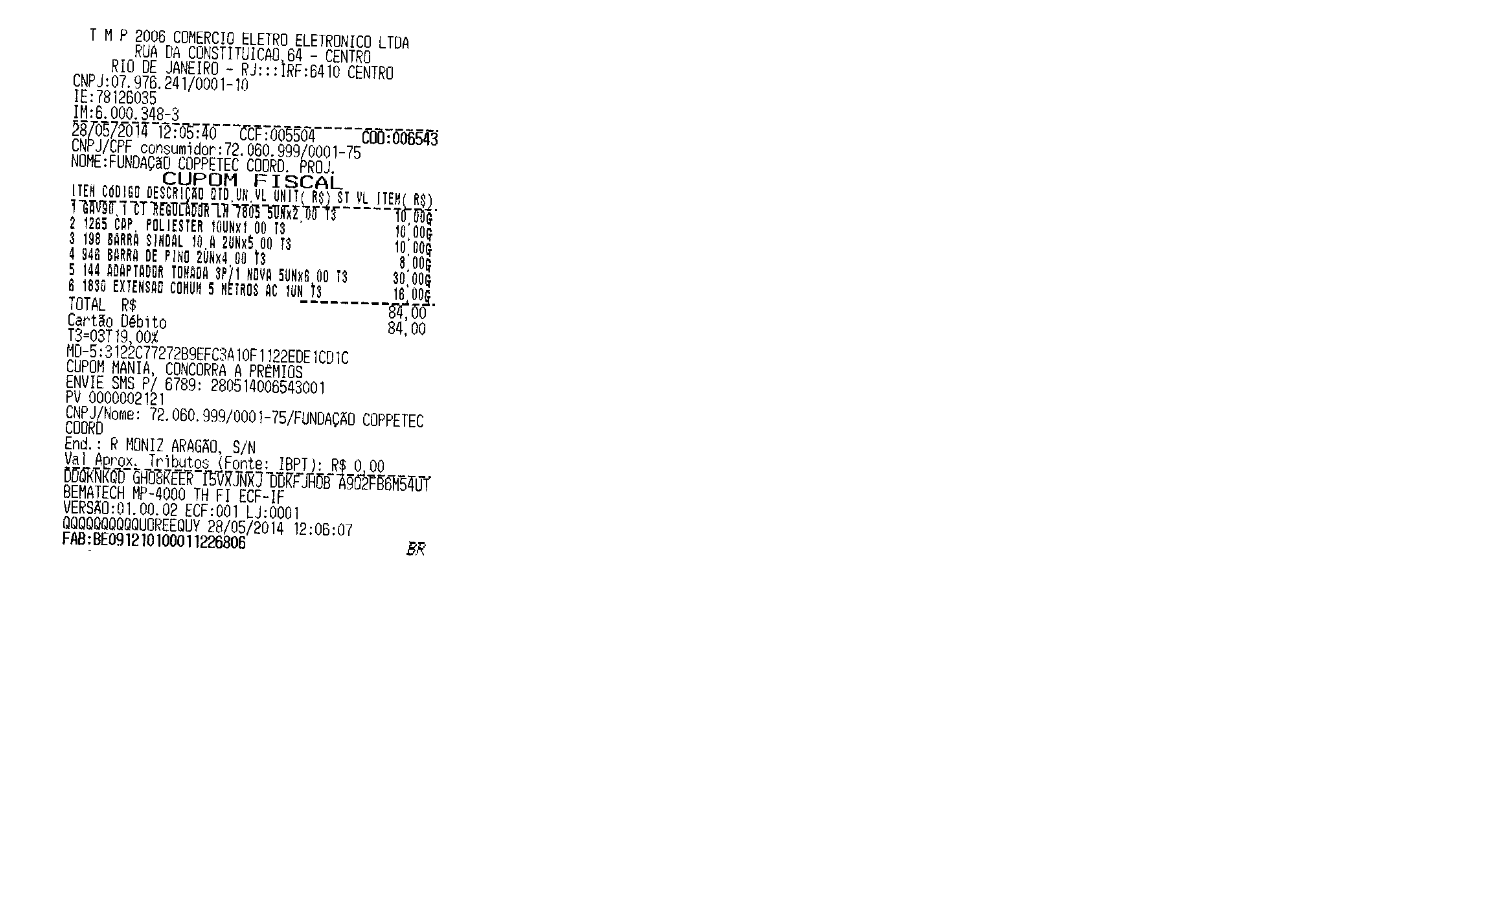 T M P 2006 COMERCIO ELETRO ELETRONICO LTDA
RUA DA CONSTITUICAO,64 - CENTRO
RIO DE JANEIRO - RJ:::IRF:6410 CENTRO
CNPJ:07.976.241/0001-10
IE:78126035
IM:6.000.348-3
28/05/2014 12:05:40 CCF:005504 COO:006543
CNPJ/CPF consumidor:72.060.999/0001-75
NOME:FUNDAÇãO COPPETEC COORD. PROJ.
CUPOM FISCAL
ITEM CÓDIGO DESCRIÇÃO QTD.UN.VL UNIT( R$) ST VL ITEM( R$)
1 GAV90.1 CT REGULADOR LM 7805 5UNx2,00 T3 10,00G
2 1265 CAP. POLIESTER 10UNx1,00 T3 10,00G
3 198 BARRA SINDAL 10 A 2UNx5,00 T3 10,00G
4 946 BARRA DE PINO 2UNx4,00 T3 8,00G
5 144 ADAPTADOR TOMADA 3P/1 NOVA 5UNx6,00 T3 30,00G
6 1830 EXTENSAO COMUM 5 METROS AC 1UN T3 16,00G
TOTAL R$ 84,00
Cartão Débito 84,00
T3=03T19,00%
MD-5:3122C77272B9EFC3A10F1122EDE1CD1C
CUPOM MANIA, CONCORRA A PRÊMIOS
ENVIE SMS P/ 6789: 280514006543001
PV 0000002121
CNPJ/Nome: 72.060.999/0001-75/FUNDAÇÃO COPPETEC
COORD
End.: R MONIZ ARAGÃO, S/N
Val Aprox. Tributos (Fonte: IBPT): R$ 0,00
DDQKNKQD GHO8KEER I5VXJNXJ DDKFJHDB A9O2FB6M54UY
BEMATECH MP-4000 TH FI ECF-IF
VERSÃO:01.00.02 ECF:001 LJ:0001
QQQQQQQQQQUOREEQUY 28/05/2014 12:06:07
FAB:BE091210100011226806 BR